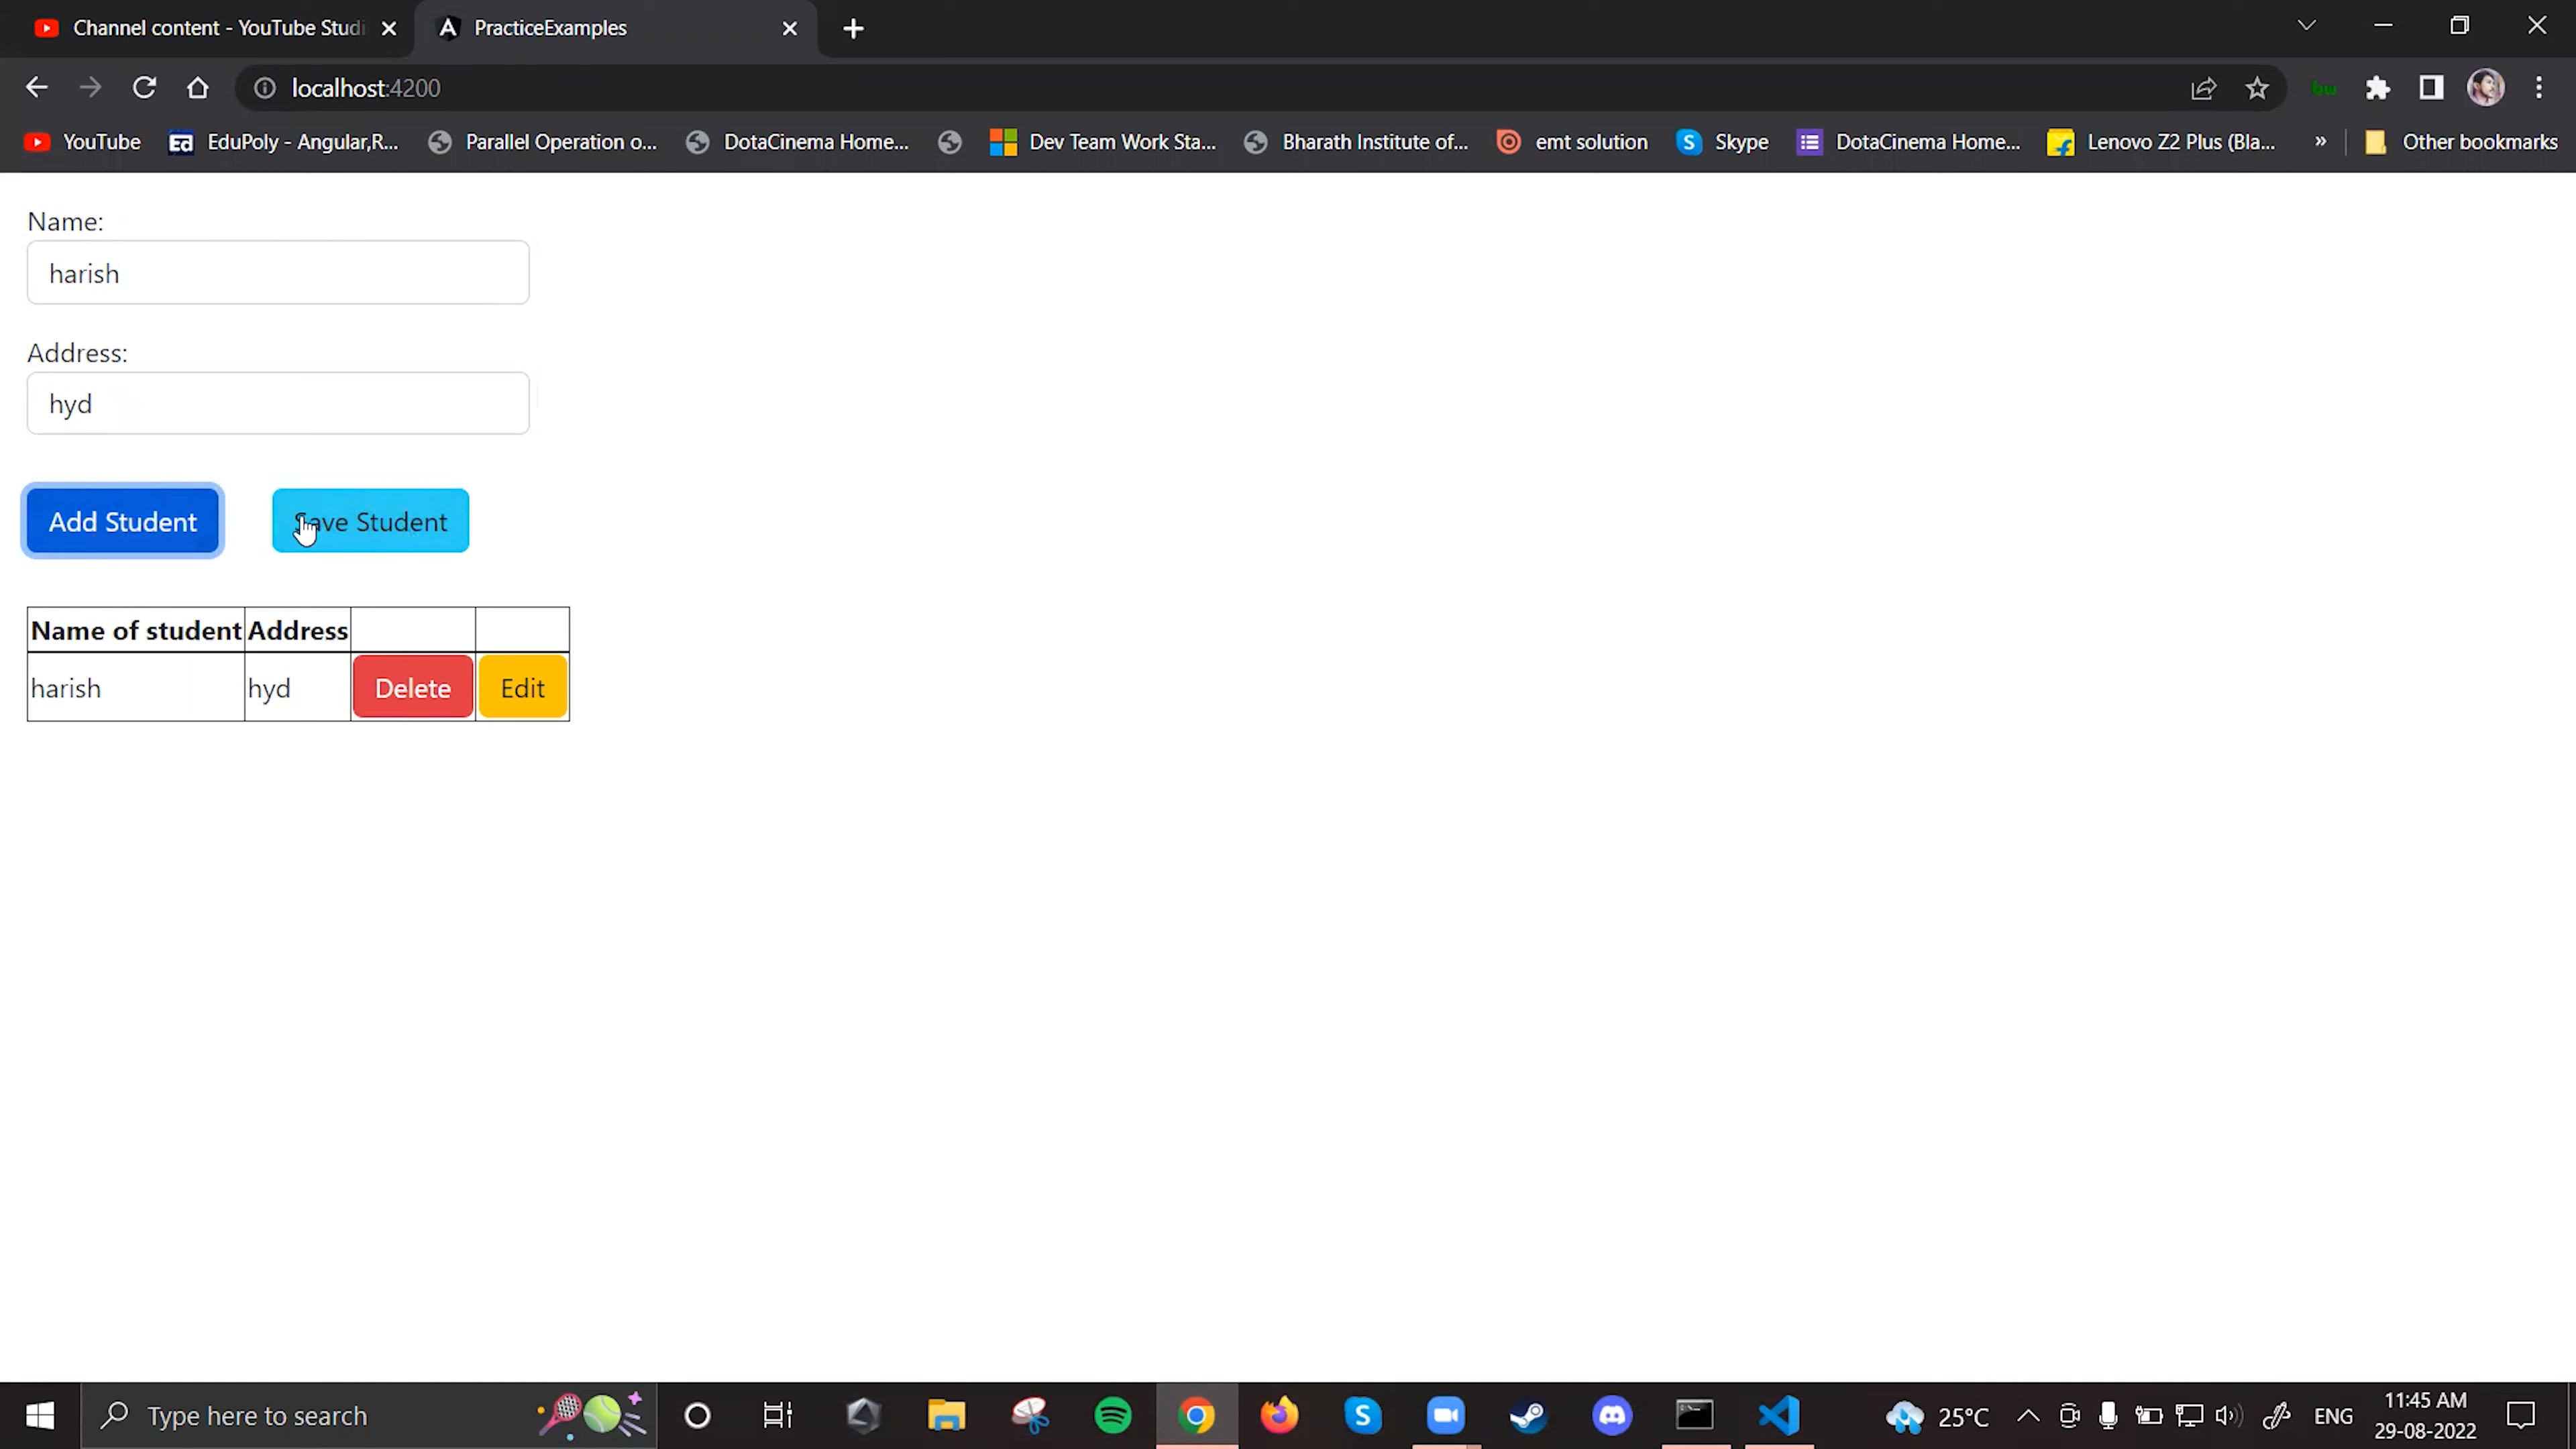 Channel content - YouTube Studi
PracticeExamples
localhost:4200
bw
YouTube
Ed EduPoly - Angular,R...
Parallel Operation o...
DotaCinema Home...
Dev Team Work Sta...
Bharath Institute of...
emt solution
Skype
DotaCinema Home...
Lenovo Z2 Plus (Bla...
»
Other bookmarks
Name:
harish
Address:
hyd
Add Student
Save Student
Name of student Address
harish hyd Delete Edit
Type here to search
25°C
ENG
11:45 AM
29-08-2022